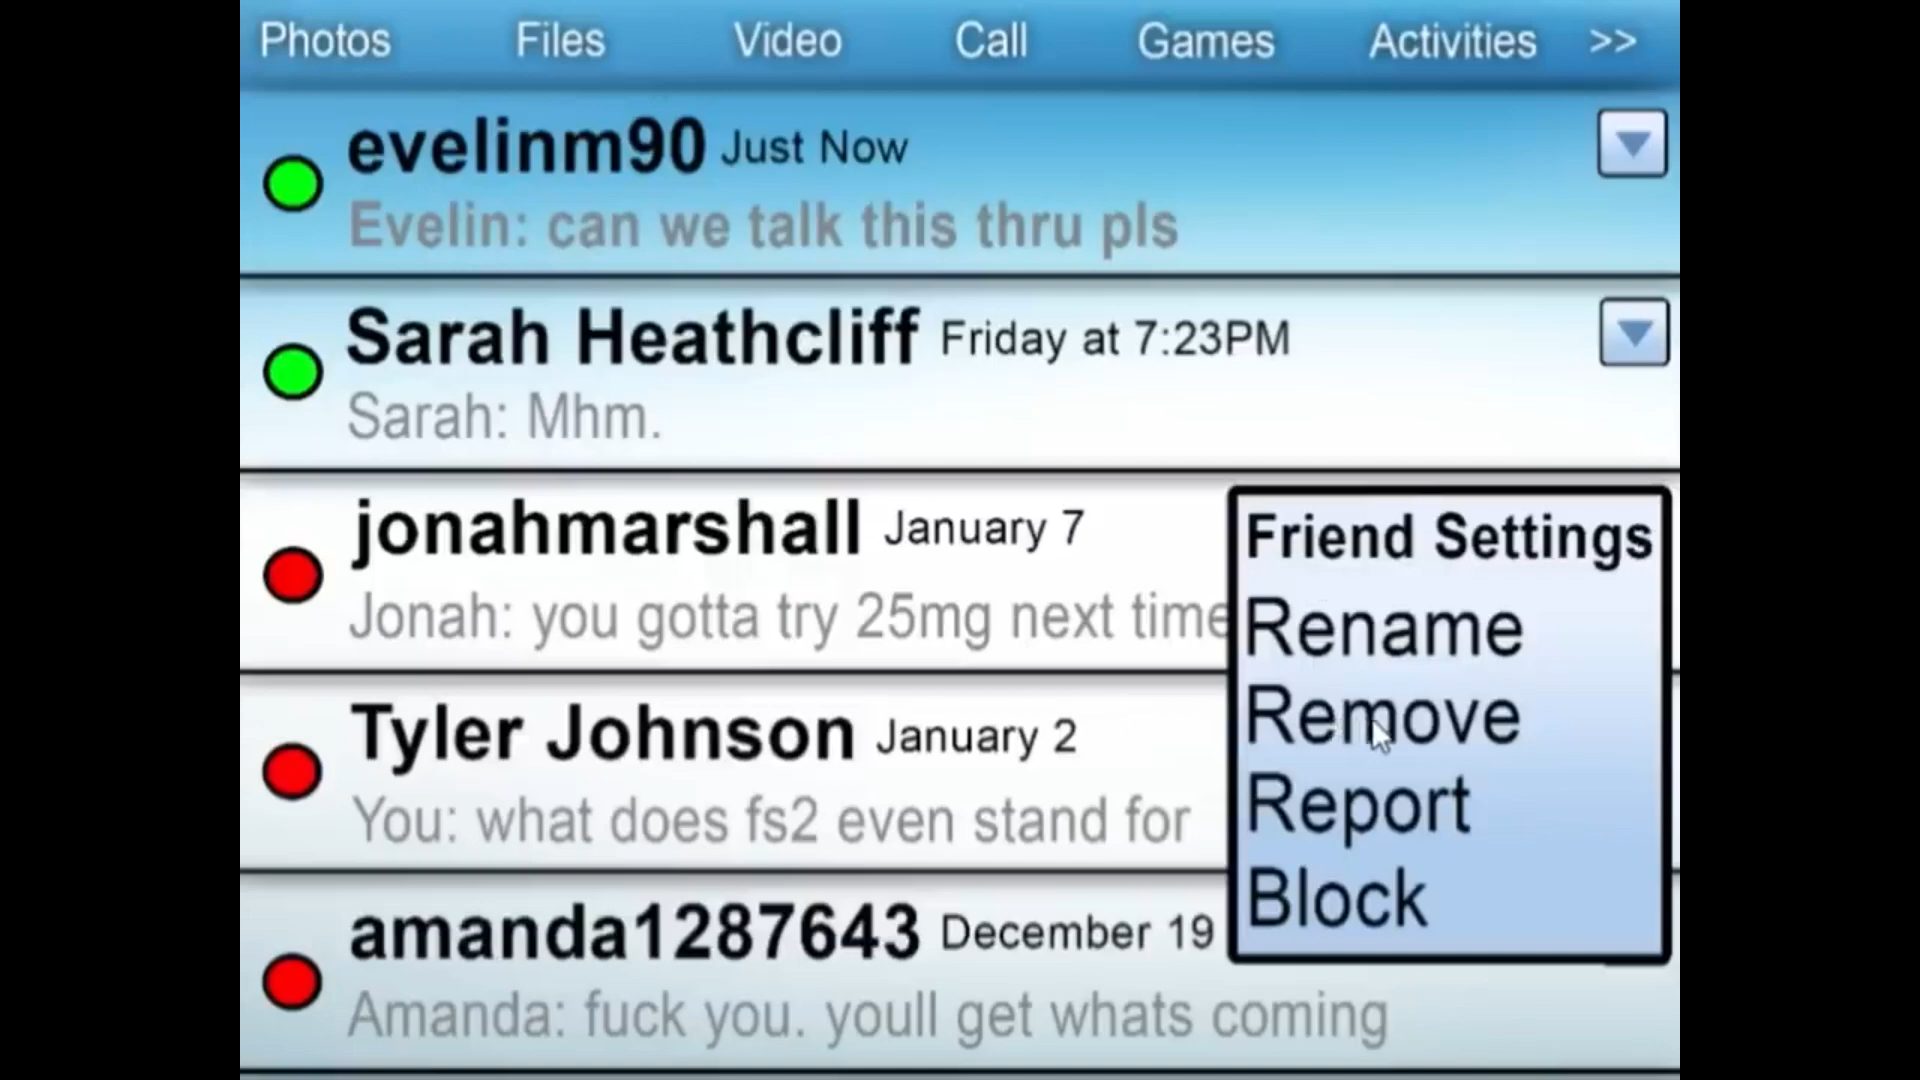 Photos Files Video Call Games Activities >>
evelinm90 Just Now
Evelin: can we talk this thru pls
Sarah Heathcliff Friday at 7:23PM
Sarah: Mhm.
jonahmarshall January 7
Jonah: you gotta try 25mg next time
Friend Settings
Rename
Remove
Report
Block
Tyler Johnson January 2
You: what does fs2 even stand for
amanda1287643 December 19
Amanda: fuck you. youll get whats coming